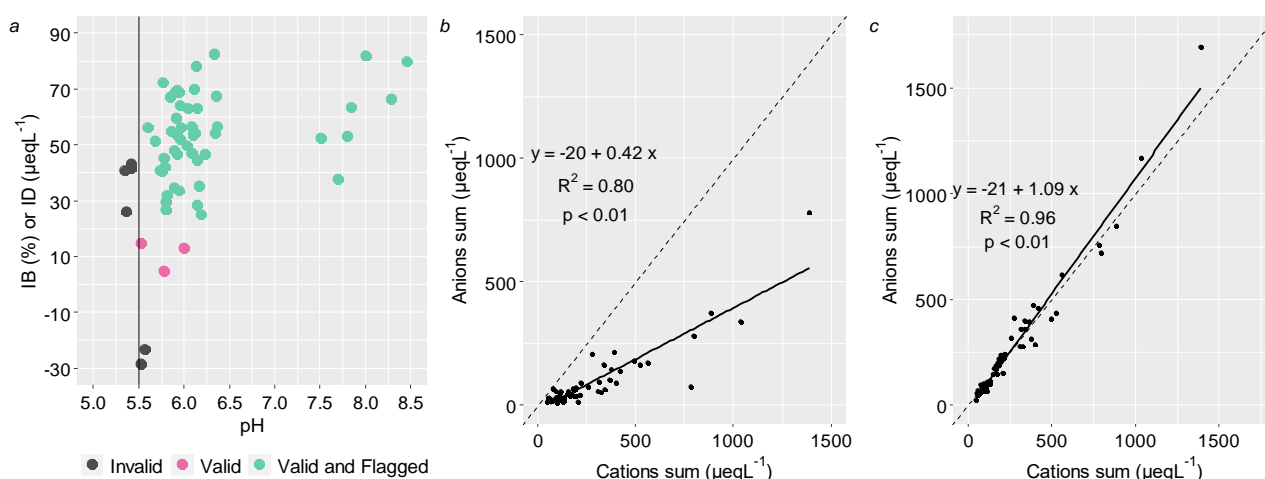 a
IB (%) or ID (µeqL⁻¹)
90
70
50
30
10
-10
-30
5.0 5.5 6.0 6.5 7.0 7.5 8.0 8.5
pH
Invalid Valid Valid and Flagged
b
Anions sum (µeqL⁻¹)
1500
1000
500
0
y = -20 + 0.42 x
R² = 0.80
p < 0.01
0 500 1000 1500
Cations sum (µeqL⁻¹)
c
Anions sum (µeqL⁻¹)
1500
1000
500
0
y = -21 + 1.09 x
R² = 0.96
p < 0.01
0 500 1000 1500
Cations sum (µeqL⁻¹)